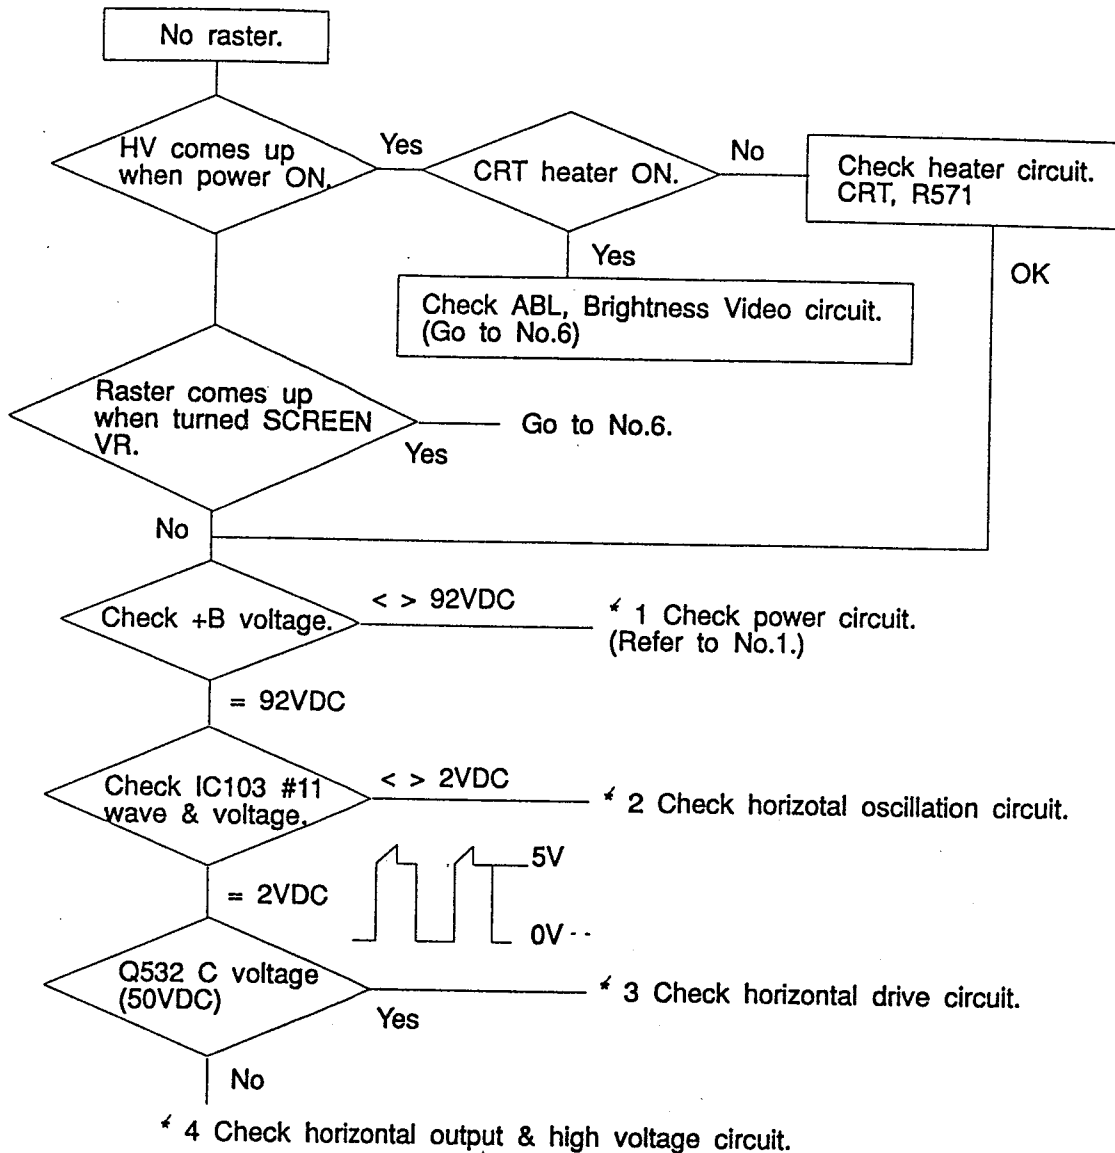 No raster.
HV comes up
when power ON.
Yes
CRT heater ON.
No
Check heater circuit.
CRT, R571
Yes
OK
Check ABL, Brightness Video circuit.
(Go to No.6)
Raster comes up
when turned SCREEN
VR.
Yes
Go to No.6.
No
Check +B voltage.
< > 92VDC
* 1 Check power circuit.
(Refer to No.1.)
= 92VDC
Check IC103 #11
wave & voltage.
< > 2VDC
* 2 Check horizotal oscillation circuit.
= 2VDC
5V
0V
Q532 C voltage
(50VDC)
Yes
* 3 Check horizontal drive circuit.
No
* 4 Check horizontal output & high voltage circuit.